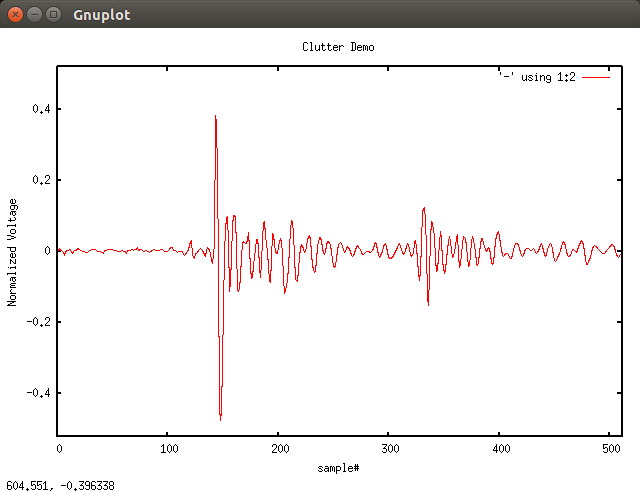 Gnuplot
Clutter Demo
'-' using 1:2
0.4
0.2
0
-0.2
-0.4
Normalized Voltage
0 100 200 300 400 500
sample#
604.551, -0.396338